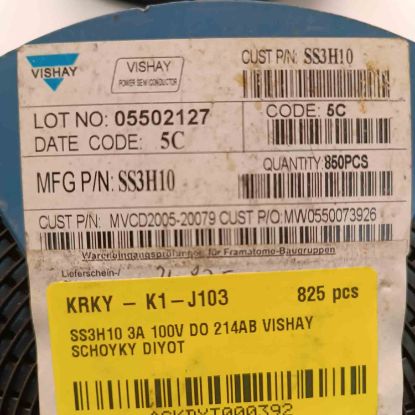 VISHAY
VISHAY
POWER SEMICONDUCTOR
CUST P/N: SS3H10
LOT NO: 05502127
CODE: 5C
DATE CODE: 5C
QUANTITY: 850PCS
MFG P/N: SS3H10
CUST P/N: MVCD2005-20079 CUST P/O: MW0550073926
Wareneingangsprüfungen für Framatome-Baugruppen
Lieferschein-/
KRKY - K1-J103 825 pcs
SS3H10 3A 100V DO 214AB VISHAY
SCHOYKY DIYOT